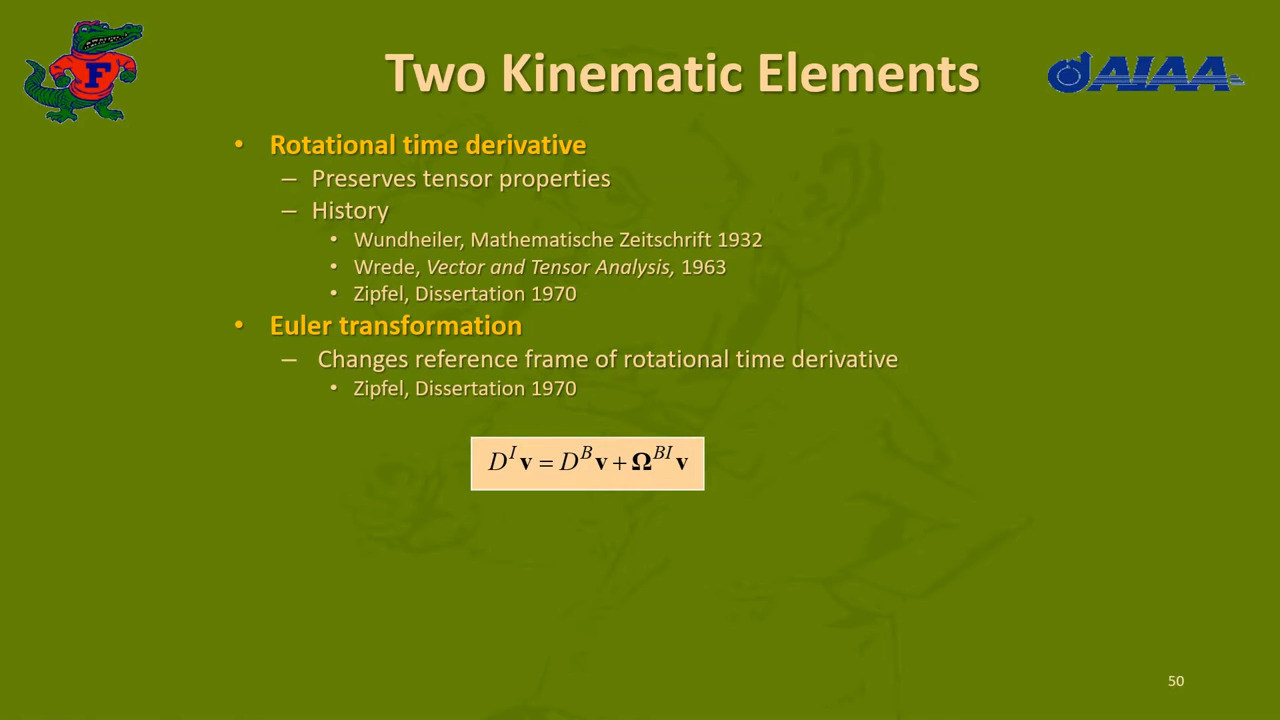 Two Kinematic Elements
F
AIAA
• Rotational time derivative
– Preserves tensor properties
– History
• Wundheiler, Mathematische Zeitschrift 1932
• Wrede, Vector and Tensor Analysis, 1963
• Zipfel, Dissertation 1970
• Euler transformation
– Changes reference frame of rotational time derivative
• Zipfel, Dissertation 1970
D^I v = D^B v + Ω^{BI} v
50